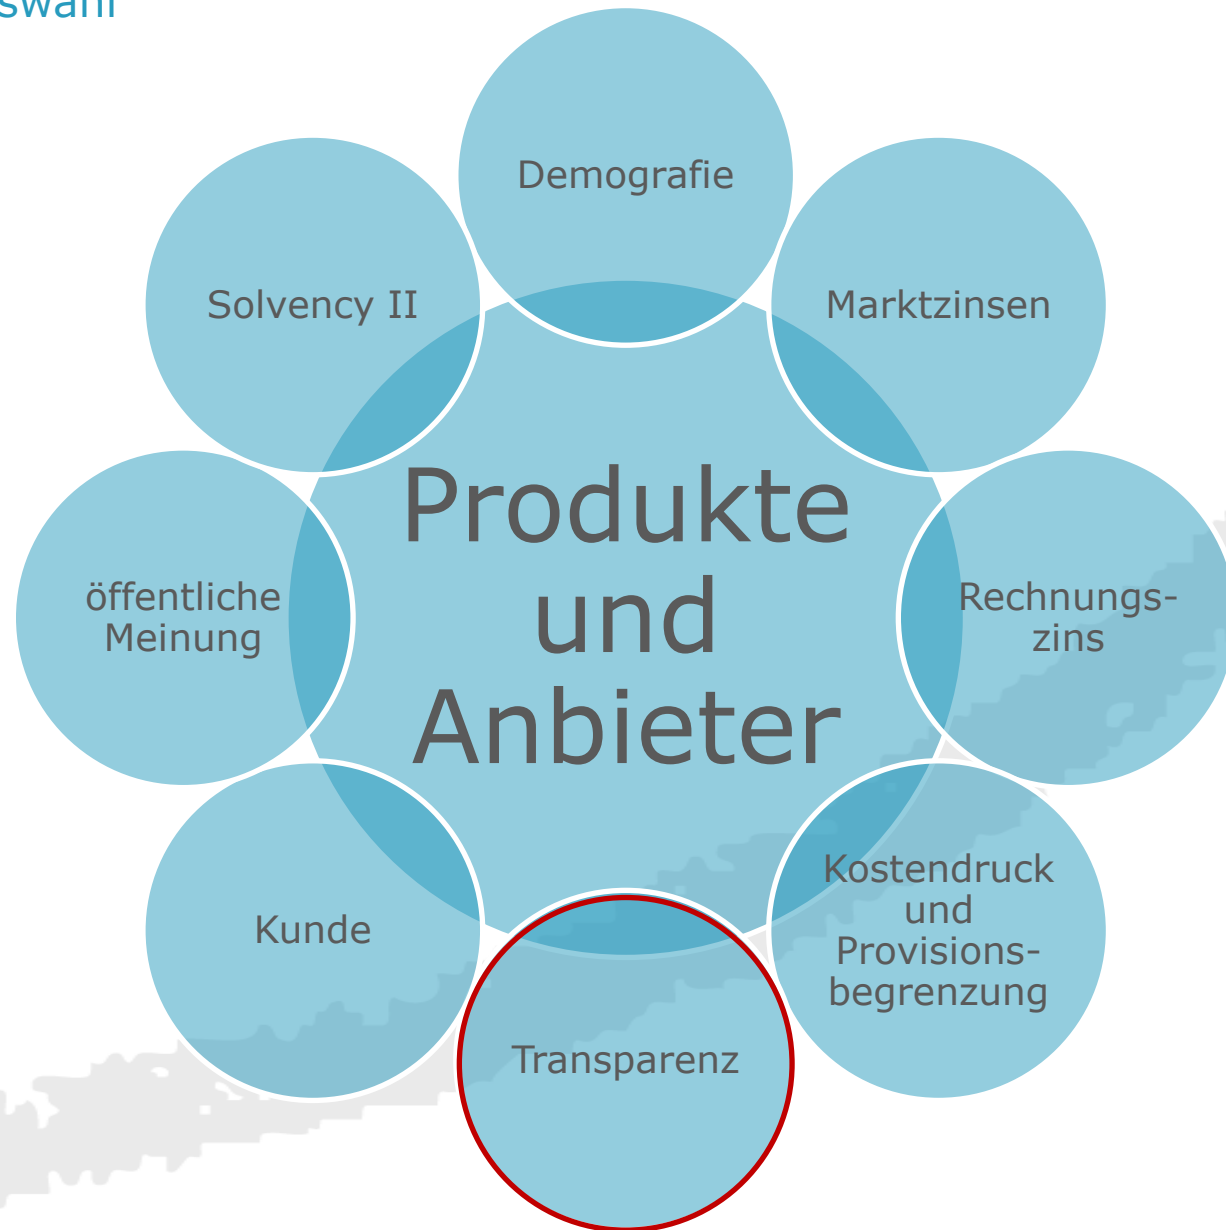 swahl
Demografie
Solvency II
Marktzinsen
Produkte
und
Anbieter
öffentliche
Meinung
Rechnungs-
zins
Kostendruck
und
Provisions-
begrenzung
Kunde
Transparenz